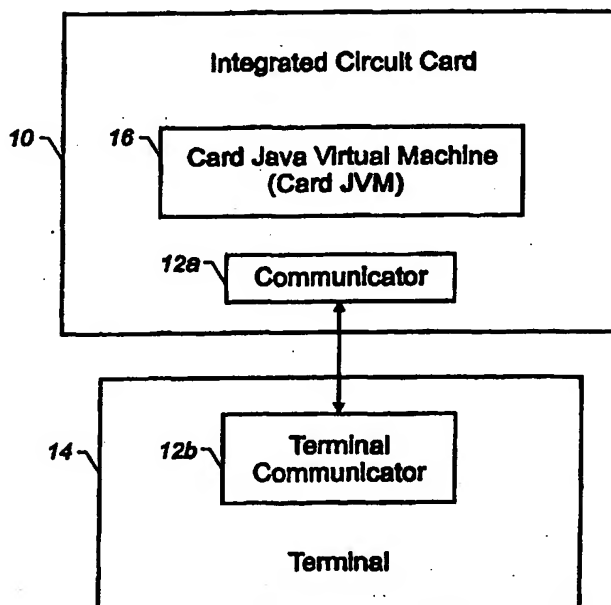 Integrated Circuit Card
10
16
Card Java Virtual Machine
(Card JVM)
12a
Communicator
14
12b
Terminal
Communicator
Terminal